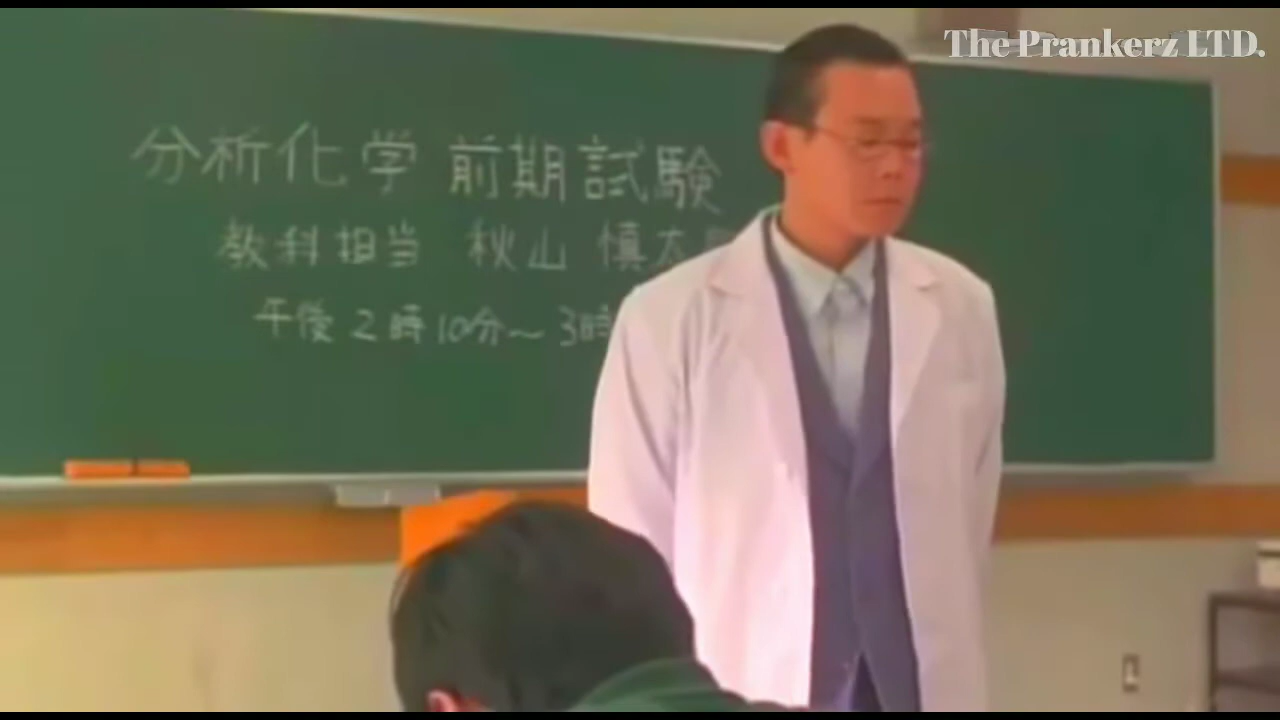 The Prankerz LTD.
分析化学 前期試験
教科担当 秋山 慎太
午後2時10分～3時